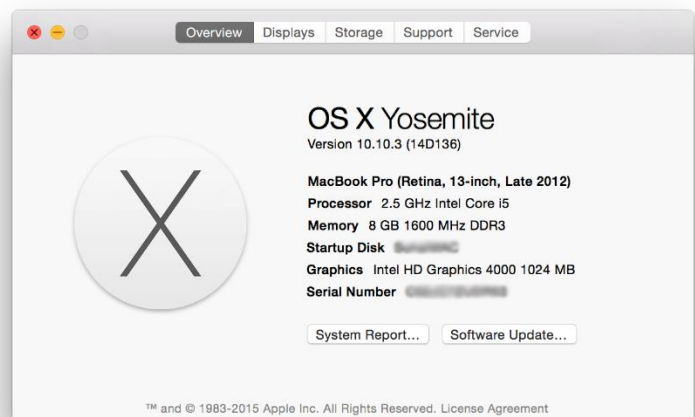 Overview Displays Storage Support Service
OS X Yosemite
Version 10.10.3 (14D136)
MacBook Pro (Retina, 13-inch, Late 2012)
Processor 2.5 GHz Intel Core i5
Memory 8 GB 1600 MHz DDR3
Startup Disk
Graphics Intel HD Graphics 4000 1024 MB
Serial Number
System Report... Software Update...
™ and © 1983-2015 Apple Inc. All Rights Reserved. License Agreement